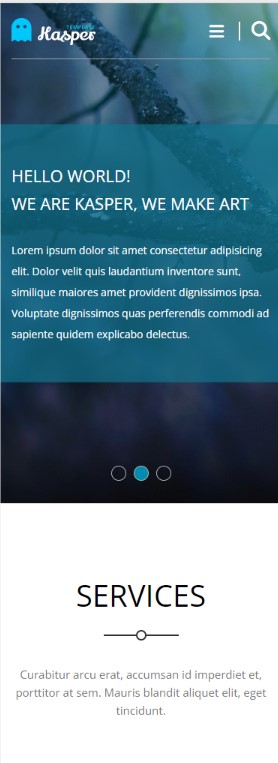 TEMPLATE
Kasper
HELLO WORLD!
WE ARE KASPER, WE MAKE ART
Lorem ipsum dolor sit amet consectetur adipisicing
elit. Dolor velit quis laudantium inventore sunt,
similique maiores amet provident dignissimos ipsa.
Voluptate dignissimos quas perferendis commodi ad
sapiente quidem explicabo delectus.
SERVICES
Curabitur arcu erat, accumsan id imperdiet et,
porttitor at sem. Mauris blandit aliquet elit, eget
tincidunt.